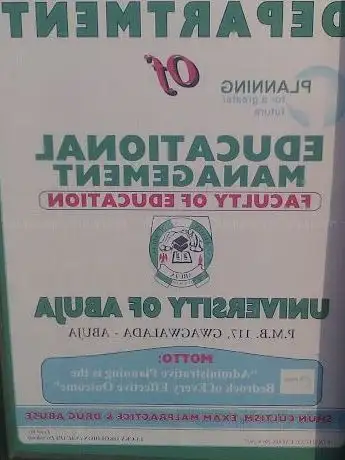 DEPARTMENT
Of
PLANNING
for a greater
future
EDUCATIONAL
MANAGEMENT
FACULTY OF EDUCATION
UNIVERSITY OF ABUJA
P.M.B. 117, GWAGWALADA - ABUJA
MOTTO:
"Administrative Planning is the
Bedrock of Every Effective Outcome"
SHUN CULTISM, EXAM MALPRACTICE & DRUG ABUSE